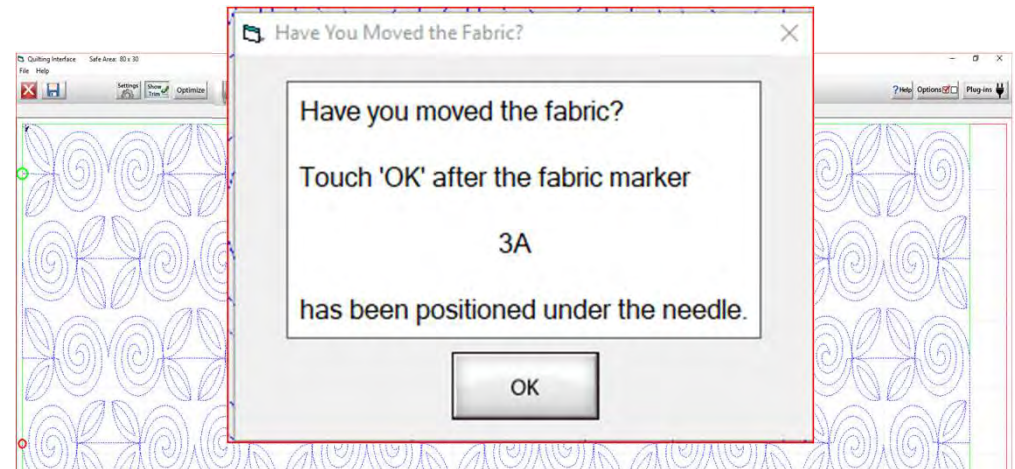 Have You Moved the Fabric?
Quilting Interface Safe Area: 80 x 30
File Help
Settings Show Trim Optimize
?Help Options Plug-ins
Have you moved the fabric?
Touch 'OK' after the fabric marker
3A
has been positioned under the needle.
OK